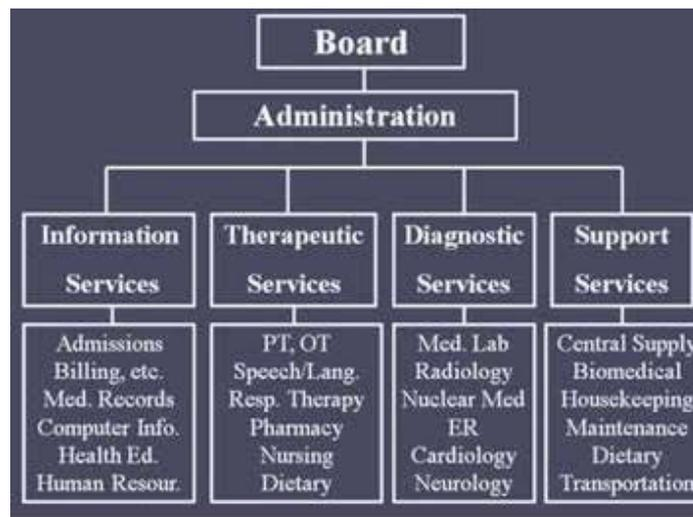 Board
Administration
Information
Services
Therapeutic
Services
Diagnostic
Services
Support
Services
Admissions
Billing, etc.
Med. Records
Computer Info.
Health Ed.
Human Resour.
PT, OT
Speech/Lang.
Resp. Therapy
Pharmacy
Nursing
Dietary
Med. Lab
Radiology
Nuclear Med
ER
Cardiology
Neurology
Central Supply
Biomedical
Housekeeping
Maintenance
Dietary
Transportation